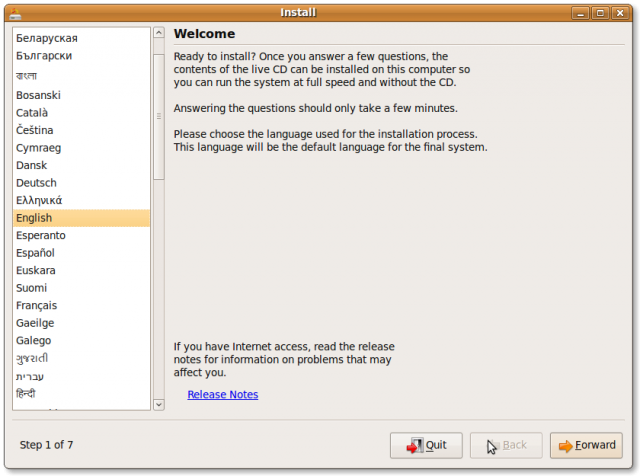 Install
Беларуская
Български
বাংলা
Bosanski
Català
Čeština
Cymraeg
Dansk
Deutsch
Ελληνικά
English
Esperanto
Español
Euskara
Suomi
Français
Gaeilge
Galego
ગુજરાતી
עברית
हिन्दी
Welcome
Ready to install? Once you answer a few questions, the
contents of the live CD can be installed on this computer so
you can run the system at full speed and without the CD.
Answering the questions should only take a few minutes.
Please choose the language used for the installation process.
This language will be the default language for the final system.
If you have Internet access, read the release
notes for information on problems that may
affect you.
Release Notes
Step 1 of 7
Quit
Back
Forward